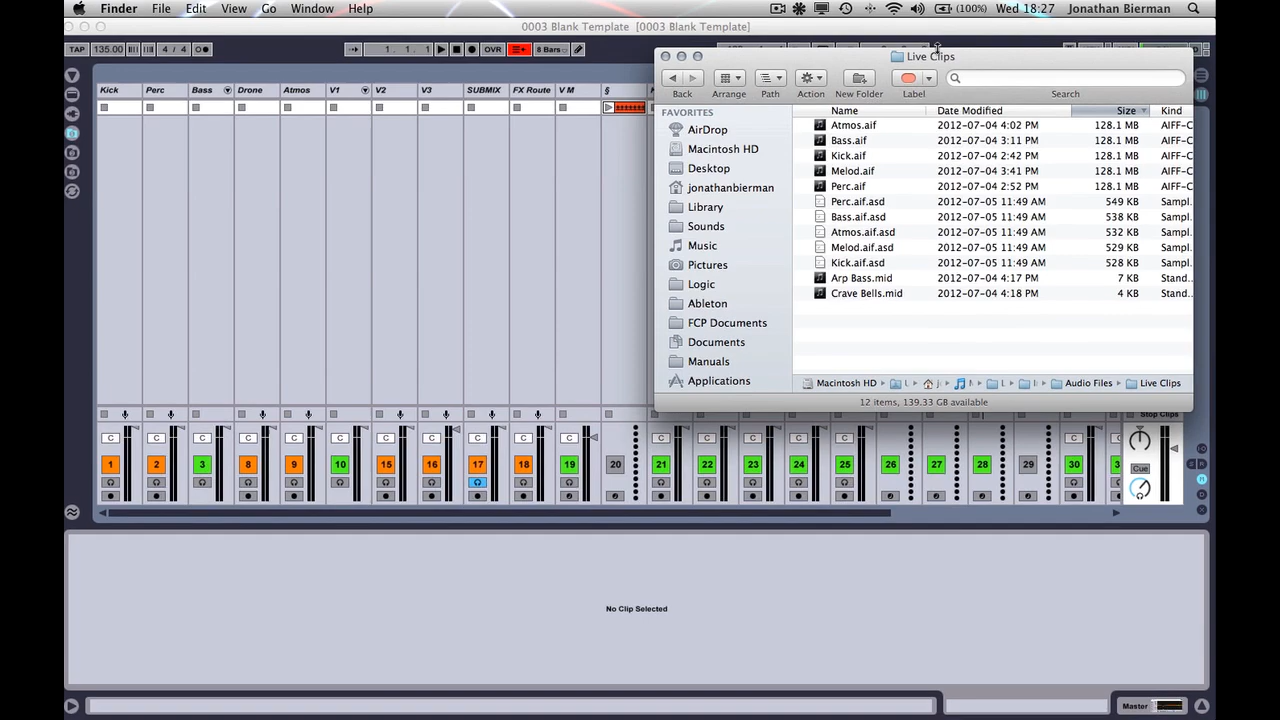 Finder File Edit View Go Window Help (100%) Wed 18:27 Jonathan Bierman
0003 Blank Template [0003 Blank Template]
TAP 135.00 4 / 4 1. 1. 1 OVR 8 Bars
Live Clips
Back Arrange Path Action New Folder Label Search
FAVORITES
AirDrop
Macintosh HD
Desktop
jonathanbierman
Library
Sounds
Music
Pictures
Logic
Ableton
FCP Documents
Documents
Manuals
Applications
Name Date Modified Size Kind
Atmos.aif 2012-07-04 4:02 PM 128.1 MB AIFF-C
Bass.aif 2012-07-04 3:11 PM 128.1 MB AIFF-C
Kick.aif 2012-07-04 2:42 PM 128.1 MB AIFF-C
Melod.aif 2012-07-04 3:41 PM 128.1 MB AIFF-C
Perc.aif 2012-07-04 2:52 PM 128.1 MB AIFF-C
Perc.aif.asd 2012-07-05 11:49 AM 549 KB Sampl.
Bass.aif.asd 2012-07-05 11:49 AM 538 KB Sampl.
Atmos.aif.asd 2012-07-05 11:49 AM 532 KB Sampl.
Melod.aif.asd 2012-07-05 11:49 AM 529 KB Sampl.
Kick.aif.asd 2012-07-05 11:49 AM 528 KB Sampl.
Arp Bass.mid 2012-07-04 4:17 PM 7 KB Stand..
Crave Bells.mid 2012-07-04 4:18 PM 4 KB Stand..
Macintosh HD Audio Files Live Clips
12 items, 139.33 GB available
Kick Perc Bass Drone Atmos V1 V2 V3 SUBMIX FX Route V M §
Stop Clips
C C C C C C C C C C C C C C C C C
1 2 3 8 9 10 15 16 17 18 19 20 21 22 23 24 25 26 27 28 29 30 3
Cue
No Clip Selected
Master